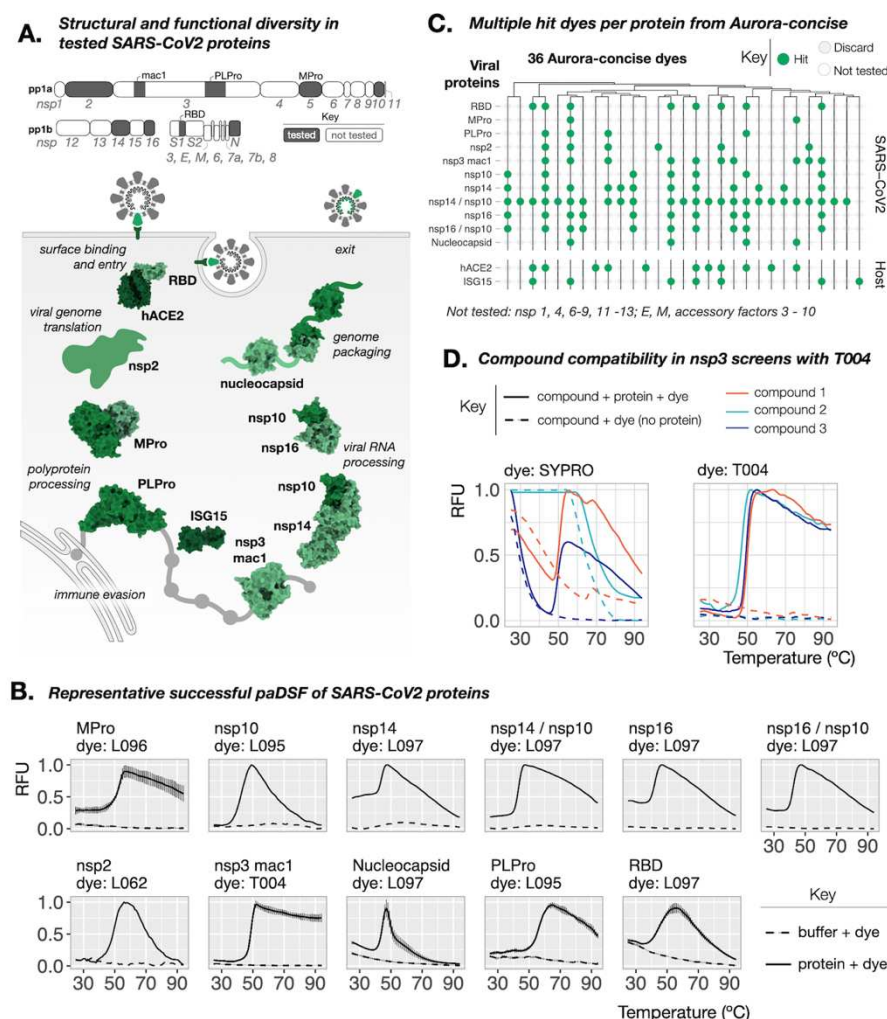 A. Structural and functional diversity in
tested SARS-CoV2 proteins
mac1 PLPro MPro
pp1a
nsp1 2 3 4 5 6 7 8 9 10 11
pp1b
RBD
nsp 12 13 14 15 16 S1 S2 N
3, E, M, 6, 7a, 7b, 8
Key
tested not tested
surface binding
and entry
exit
RBD
hACE2
viral genome
translation
nsp2
genome
packaging
nucleocapsid
MPro
nsp10
nsp16
viral RNA
processing
polyprotein
processing
PLPro
ISG15
nsp10
nsp14
nsp3
mac1
immune evasion
B. Representative successful paDSF of SARS-CoV2 proteins
MPro
dye: L096
nsp10
dye: L095
nsp14
dye: L097
nsp14 / nsp10
dye: L097
nsp16
dye: L097
nsp16 / nsp10
dye: L097
RFU
1.0
0.5
0
30 50 70 90
nsp2
dye: L062
nsp3 mac1
dye: T004
Nucleocapsid
dye: L097
PLPro
dye: L095
RBD
dye: L097
1.0
0.5
0
30 50 70 90 30 50 70 90 30 50 70 90 30 50 70 90 30 50 70 90
Temperature (ºC)
Key
buffer + dye
protein + dye
C. Multiple hit dyes per protein from Aurora-concise
Viral
proteins
36 Aurora-concise dyes
Key
Hit
Discard
Not tested
RBD
MPro
PLPro
nsp2
nsp3 mac1
nsp10
nsp14
nsp14 / nsp10
nsp16
nsp16 / nsp10
Nucleocapsid
SARS-CoV2
hACE2
ISG15
Host
Not tested: nsp 1, 4, 6-9, 11 -13; E, M, accessory factors 3 - 10
D. Compound compatibility in nsp3 screens with T004
Key
compound + protein + dye
compound + dye (no protein)
compound 1
compound 2
compound 3
dye: SYPRO
dye: T004
RFU
1.0
0.5
0.0
30 50 70 90 30 50 70 90
Temperature (ºC)